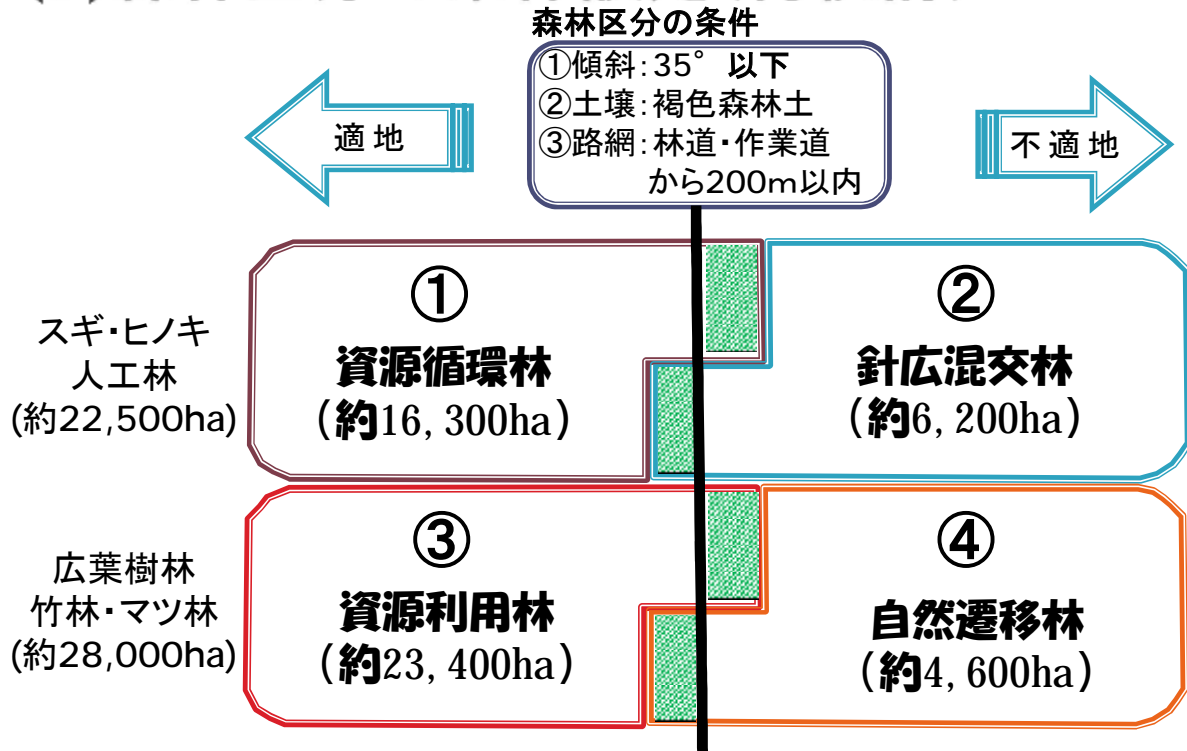 森林区分の条件
①傾斜:35°以下
②土壌:褐色森林土
③路網:林道・作業道
から200m以内
適地
不適地
スギ・ヒノキ
人工林
(約22,500ha)
①
資源循環林
(約16,300ha)
②
針広混交林
(約6,200ha)
広葉樹林
竹林・マツ林
(約28,000ha)
③
資源利用林
(約23,400ha)
④
自然遷移林
(約4,600ha)